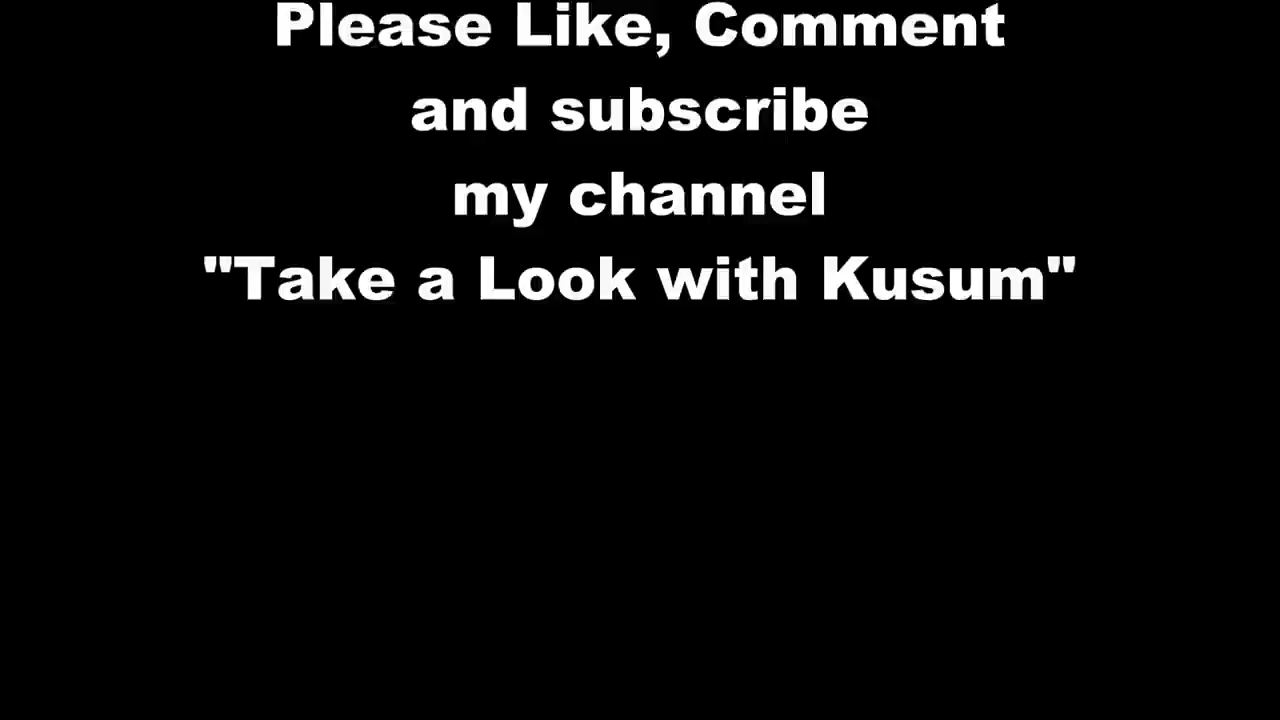 Please Like, Comment
and subscribe
my channel
"Take a Look with Kusum"